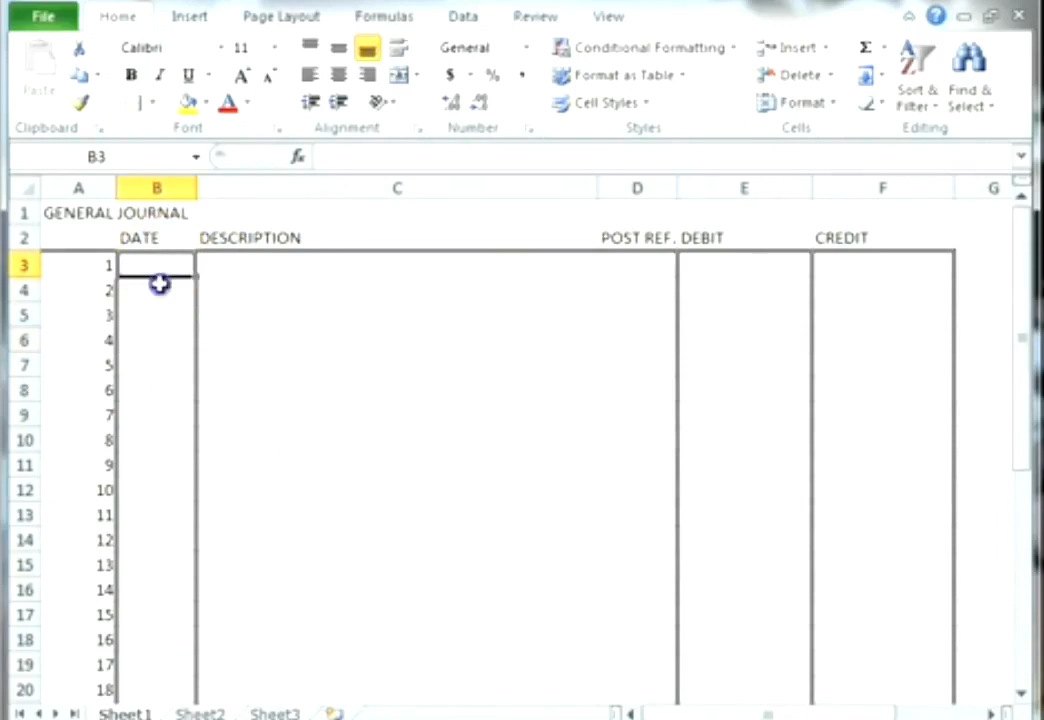 File Home Insert Page Layout Formulas Data Review View
Calibri 11 General Conditional Formatting Insert Σ
Paste B I U A A $ % , Format as Table Delete Sort & Find &
A Cell Styles Format Filter Select
Clipboard Font Alignment Number Styles Cells Editing
B3 fx
A B C D E F G
1 GENERAL JOURNAL
2 DATE DESCRIPTION POST REF. DEBIT CREDIT
3 1
4 2
5 3
6 4
7 5
8 6
9 7
10 8
11 9
12 10
13 11
14 12
15 13
16 14
17 15
18 16
19 17
20 18
Sheet1 Sheet2 Sheet3